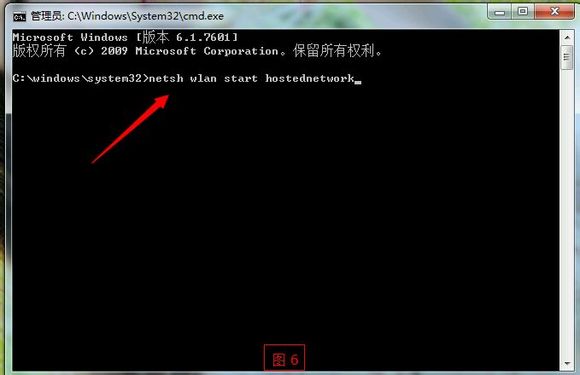 管理员: C:\Windows\System32\cmd.exe
Microsoft Windows [版本 6.1.7601]
版权所有 (c) 2009 Microsoft Corporation。保留所有权利。
C:\windows\system32>netsh wlan start hostednetwork_
图 6